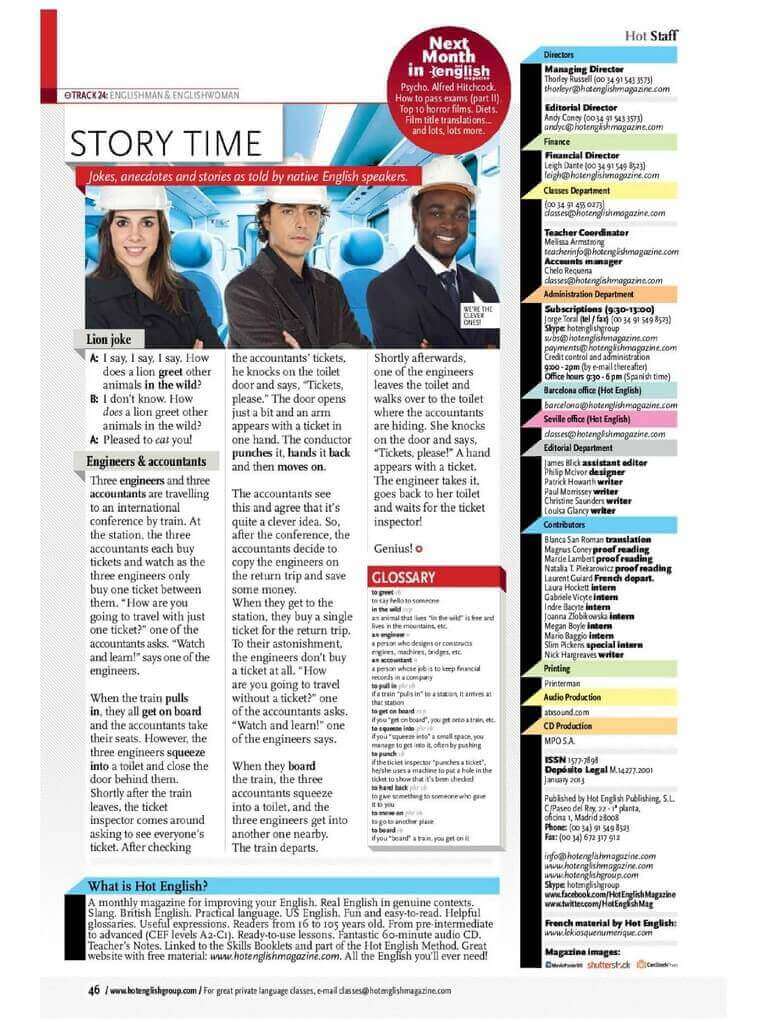 Hot Staff
Next
Month
in Hot english
magazine
Psycho. Alfred Hitchcock.
How to pass exams (part II).
Top 10 horror films. Diets.
Film title translations...
and lots, lots more.
TRACK 24: ENGLISHMAN & ENGLISHWOMAN
STORY TIME
Jokes, anecdotes and stories as told by native English speakers.
WE'RE THE
CLEVER
ONES!
Lion joke
A: I say, I say, I say. How
does a lion greet other
animals in the wild?
B: I don't know. How
does a lion greet other
animals in the wild?
A: Pleased to eat you!
Engineers & accountants
Three engineers and three
accountants are travelling
to an international
conference by train. At
the station, the three
accountants each buy
tickets and watch as the
three engineers only
buy one ticket between
them. "How are you
going to travel with just
one ticket?" one of the
accountants asks. "Watch
and learn!" says one of the
engineers.
When the train pulls
in, they all get on board
and the accountants take
their seats. However, the
three engineers squeeze
into a toilet and close the
door behind them.
Shortly after the train
leaves, the ticket
inspector comes around
asking to see everyone's
ticket. After checking
the accountants' tickets,
he knocks on the toilet
door and says, "Tickets,
please." The door opens
just a bit and an arm
appears with a ticket in
one hand. The conductor
punches it, hands it back
and then moves on.
The accountants see
this and agree that it's
quite a clever idea. So,
after the conference, the
accountants decide to
copy the engineers on
the return trip and save
some money.
When they get to the
station, they buy a single
ticket for the return trip.
To their astonishment,
the engineers don't buy
a ticket at all. "How
are you going to travel
without a ticket?" one
of the accountants asks.
"Watch and learn!" one
of the engineers says.
When they board
the train, the three
accountants squeeze
into a toilet, and the
three engineers get into
another one nearby.
The train departs.
Shortly afterwards,
one of the engineers
leaves the toilet and
walks over to the toilet
where the accountants
are hiding. She knocks
on the door and says,
"Tickets, please!" A hand
appears with a ticket.
The engineer takes it,
goes back to her toilet
and waits for the ticket
inspector!
Genius!
GLOSSARY
to greet vb
to say hello to someone
in the wild exp
an animal that lives "in the wild" is free and
lives in the mountains, etc.
an engineer n
a person who designs or constructs
engines, machines, bridges, etc.
an accountant n
a person whose job is to keep financial
records in a company
to pull in phr vb
if a train "pulls in" to a station, it arrives at
that station
to get on board exp
if you "get on board", you get onto a train, etc.
to squeeze into phr vb
if you "squeeze into" a small space, you
manage to get into it, often by pushing
to punch vb
if the ticket inspector "punches a ticket",
he/she uses a machine to put a hole in the
ticket to show that it's been checked
to hand back phr vb
to give something to someone who gave
it to you
to move on phr vb
to go to another place
to board vb
if you "board" a train, you get on it
What is Hot English?
A monthly magazine for improving your English. Real English in genuine contexts.
Slang. British English. Practical language. US English. Fun and easy-to-read. Helpful
glossaries. Useful expressions. Readers from 16 to 105 years old. From pre-intermediate
to advanced (CEF levels A2-C1). Ready-to-use lessons. Fantastic 60-minute audio CD.
Teacher's Notes. Linked to the Skills Booklets and part of the Hot English Method. Great
website with free material: www.hotenglishmagazine.com. All the English you'll ever need!
Directors
Managing Director
Thorley Russell (00 34 91 543 3573)
thorleyr@hotenglishmagazine.com
Editorial Director
Andy Coney (00 34 91 543 3573)
andyc@hotenglishmagazine.com
Finance
Financial Director
Leigh Dante (00 34 91 549 8523)
leigh@hotenglishmagazine.com
Classes Department
(00 34 91 455 0273)
classes@hotenglishmagazine.com
Teacher Coordinator
Melissa Armstrong
teacherinfo@hotenglishmagazine.com
Accounts manager
Chelo Requena
classes@hotenglishmagazine.com
Administration Department
Subscriptions (9:30-13:00)
Jorge Toral (tel / fax) (00 34 91 549 8523)
Skype: hotenglishgroup
subs@hotenglishmagazine.com
payments@hotenglishmagazine.com
Credit control and administration
9:00 - 2pm (by e-mail thereafter)
Office hours 9:30 - 6 pm (Spanish time)
Barcelona office (Hot English)
barcelona@hotenglishmagazine.com
Seville office (Hot English)
classes@hotenglishmagazine.com
Editorial Department
James Blick assistant editor
Philip McIvor designer
Patrick Howarth writer
Paul Morrissey writer
Christine Saunders writer
Louisa Glancy writer
Contributors
Blanca San Roman translation
Magnus Coney proof reading
Marcie Lambert proof reading
Natalia T. Piekarowicz proof reading
Laurent Guiard French depart.
Laura Hockett intern
Gabriele Vicyte intern
Indre Bacyte intern
Joanna Zlobikowska intern
Megan Boyle intern
Mario Baggio intern
Slim Pickens special intern
Nick Hargreaves writer
Printing
Printerman
Audio Production
atxsound.com
CD Production
MPO S.A.
ISSN 1577-7898
Depósito Legal M.14277.2001
January 2013
Published by Hot English Publishing, S.L.
C/Paseo del Rey, 22 - 1ª planta,
oficina 1, Madrid 28008
Phone: (00 34) 91 549 8523
Fax: (00 34) 672 317 912
info@hotenglishmagazine.com
www.hotenglishmagazine.com
www.hotenglishgroup.com
Skype: hotenglishgroup
www.facebook.com/HotEnglishMagazine
www.twitter.com/HotEnglishMag
French material by Hot English:
www.lekiosquenumerique.com
Magazine images:
MoviePosterDB shutterstock CanStockPhoto
46 / www.hotenglishgroup.com / For great private language classes, e-mail classes@hotenglishmagazine.com